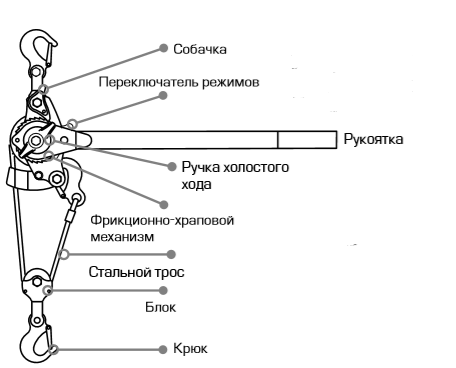 Собачка
Переключатель режимов
Рукоятка
Ручка холостого
хода
Фрикционно-храповой
механизм
Стальной трос
Блок
Крюк